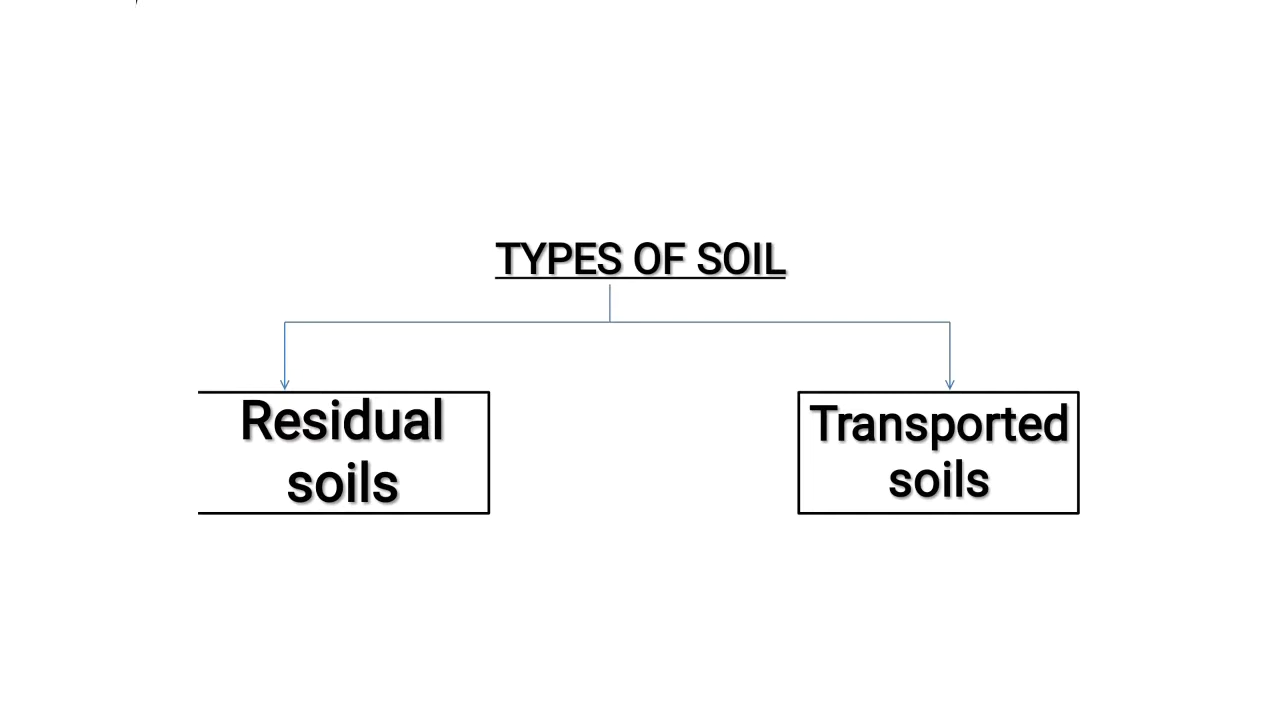 TYPES OF SOIL
Residual
soils
Transported
soils